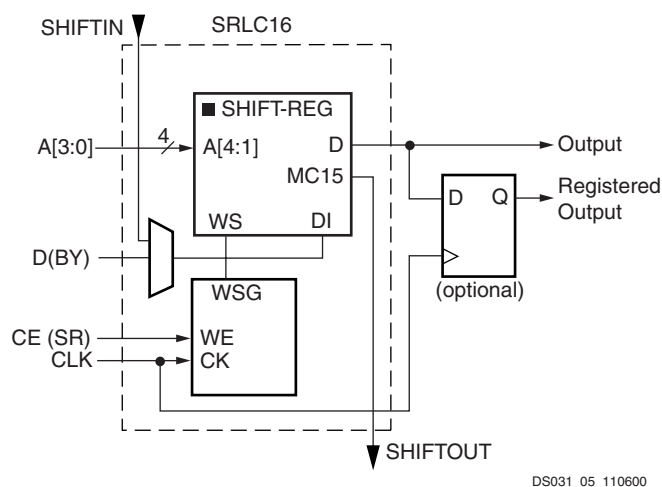 SHIFTIN
SRLC16
SHIFT-REG
A[3:0]
4
A[4:1]
D
Output
MC15
D
Q
Registered
Output
WS
DI
D(BY)
WSG
(optional)
CE (SR)
WE
CLK
CK
SHIFTOUT
DS031_05_110600